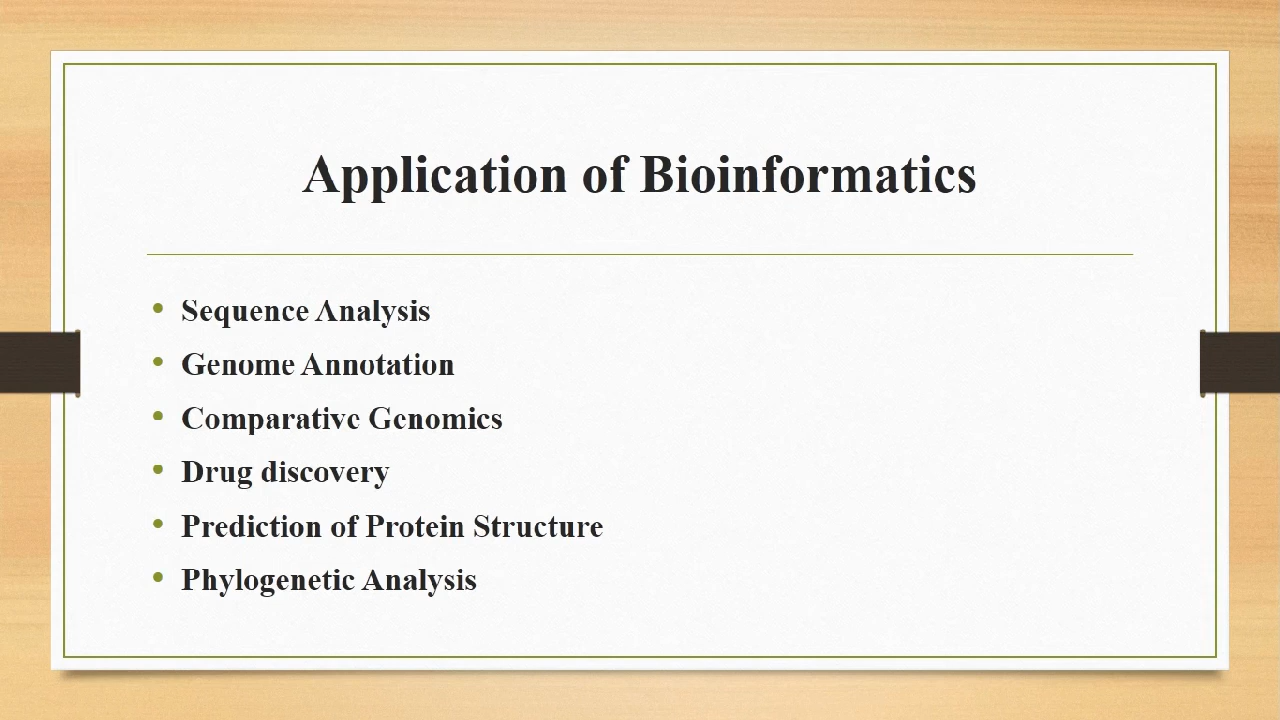 Application of Bioinformatics
• Sequence Analysis
• Genome Annotation
• Comparative Genomics
• Drug discovery
• Prediction of Protein Structure
• Phylogenetic Analysis